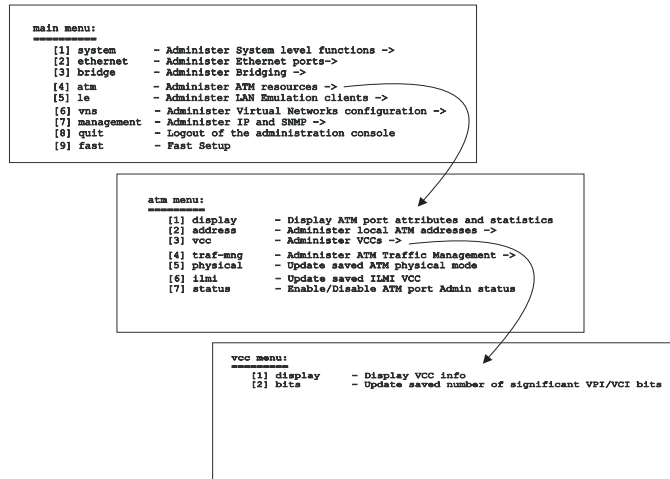 main menu:
==========
[1] system - Administer System level functions ->
[2] ethernet - Administer Ethernet ports->
[3] bridge - Administer Bridging ->
[4] atm - Administer ATM resources ->
[5] le - Administer LAN Emulation clients ->
[6] vns - Administer Virtual Networks configuration ->
[7] management - Administer IP and SNMP ->
[8] quit - Logout of the administration console
[9] fast - Fast Setup
atm menu:
=========
[1] display - Display ATM port attributes and statistics
[2] address - Administer local ATM addresses ->
[3] vcc - Administer VCCs ->
[4] traf-mng - Administer ATM Traffic Management ->
[5] physical - Update saved ATM physical mode
[6] ilmi - Update saved ILMI VCC
[7] status - Enable/Disable ATM port Admin status
vcc menu:
=========
[1] display - Display VCC info
[2] bits - Update saved number of significant VPI/VCI bits